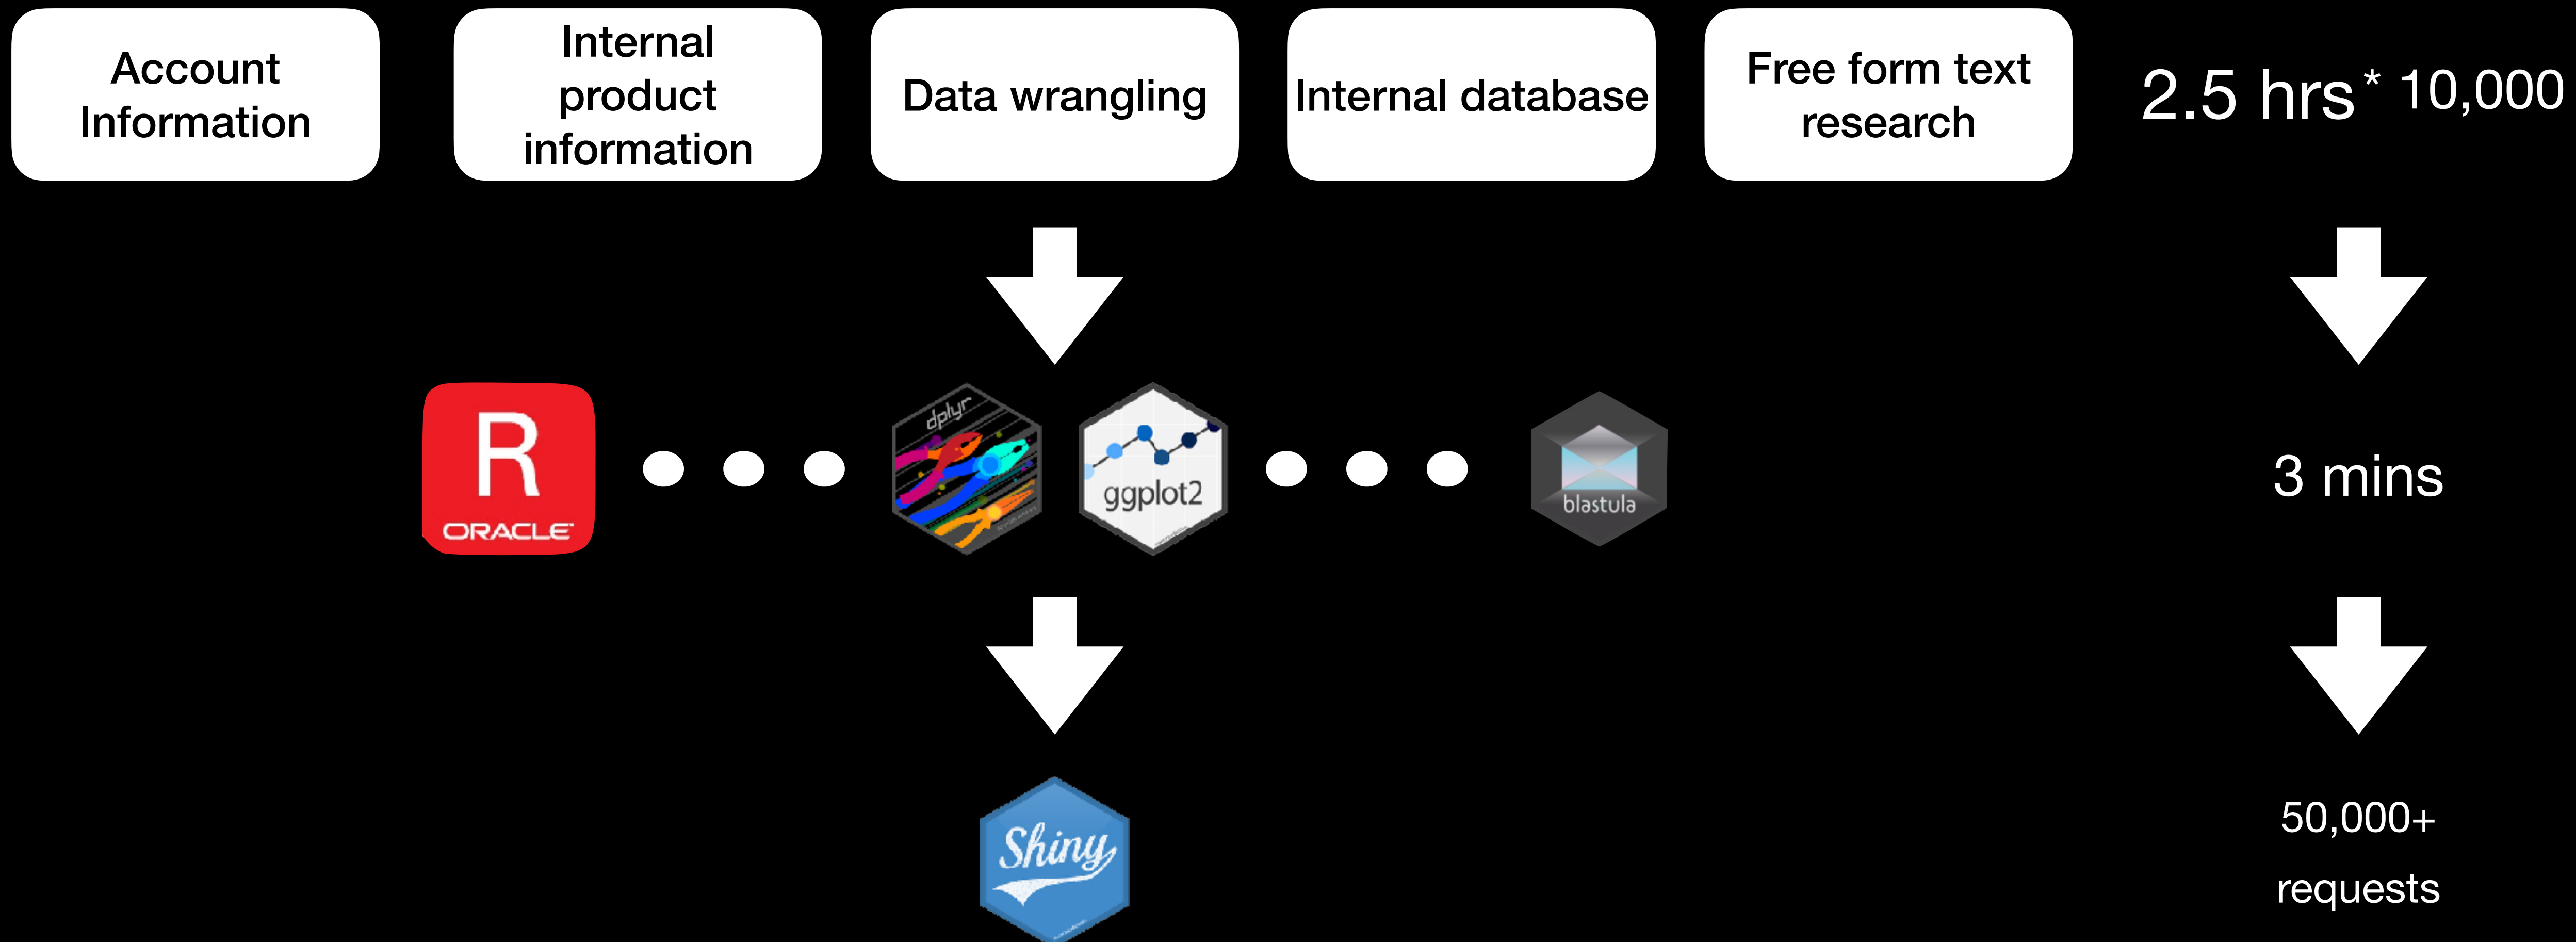 Account
Information
Internal
product
information
Data wrangling
Internal database
Free form text
research
2.5 hrs * 10,000
R
ORACLE
dplyr
ggplot2
blastula
3 mins
Shiny
50,000+
requests